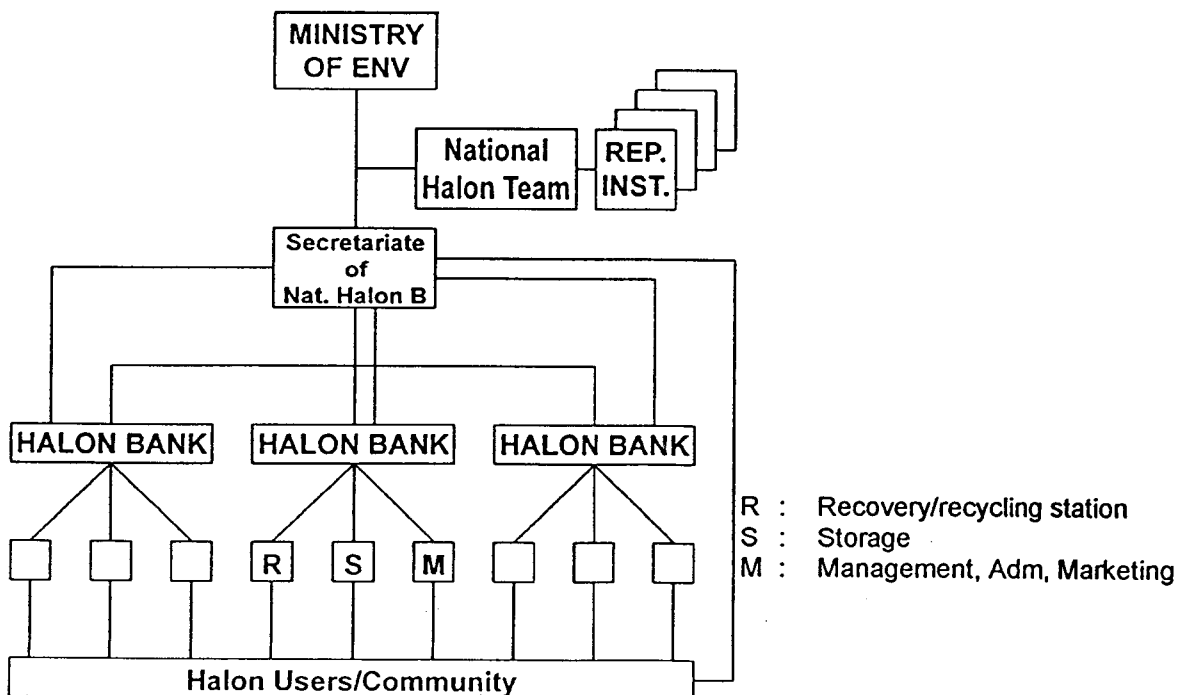 MINISTRY
OF ENV
National
Halon Team
REP.
INST.
Secretariate
of
Nat. Halon B
HALON BANK
HALON BANK
HALON BANK
R
S
M
R : Recovery/recycling station
S : Storage
M : Management, Adm, Marketing
Halon Users/Community